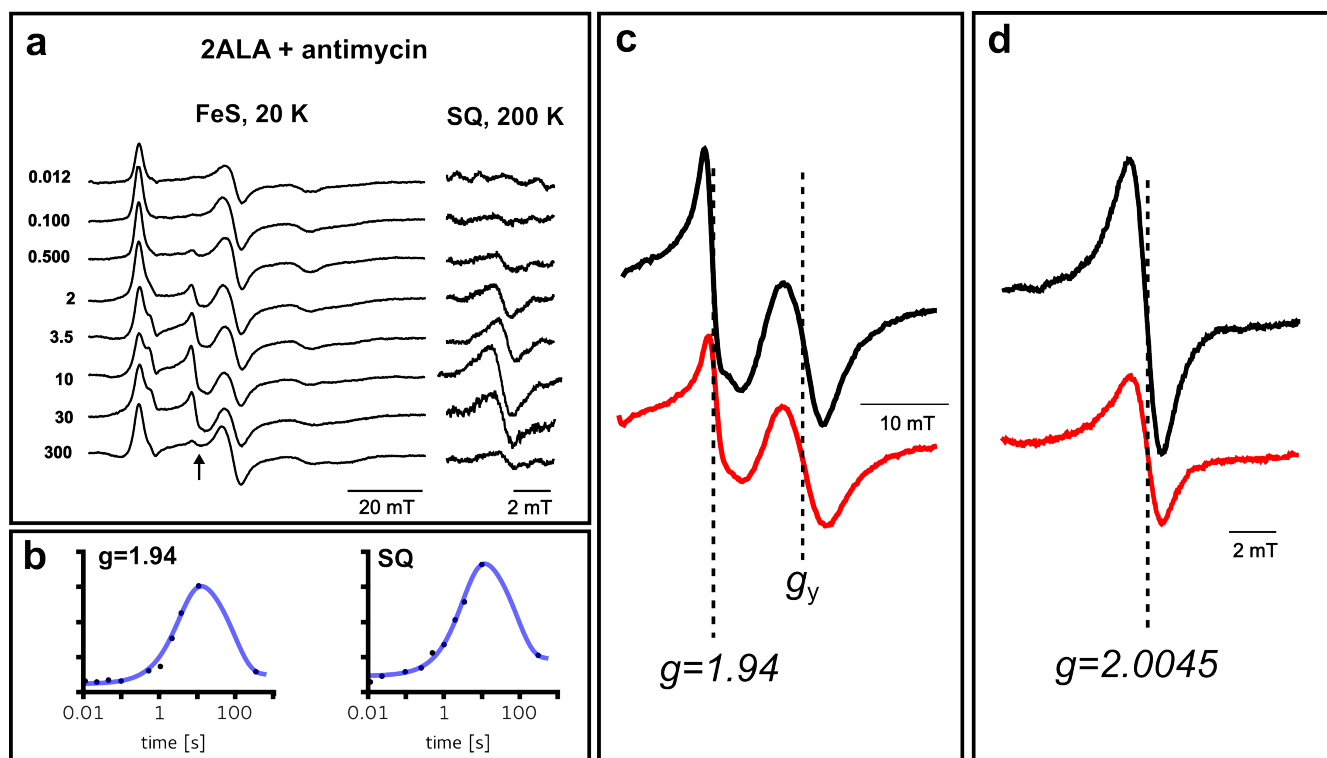 a
2ALA + antimycin
FeS, 20 K
SQ, 200 K
0.012
0.100
0.500
2
3.5
10
30
300
20 mT
2 mT
b
g=1.94
SQ
0.01
1
100
time [s]
0.01
1
100
time [s]
c
10 mT
gy
g=1.94
d
2 mT
g=2.0045